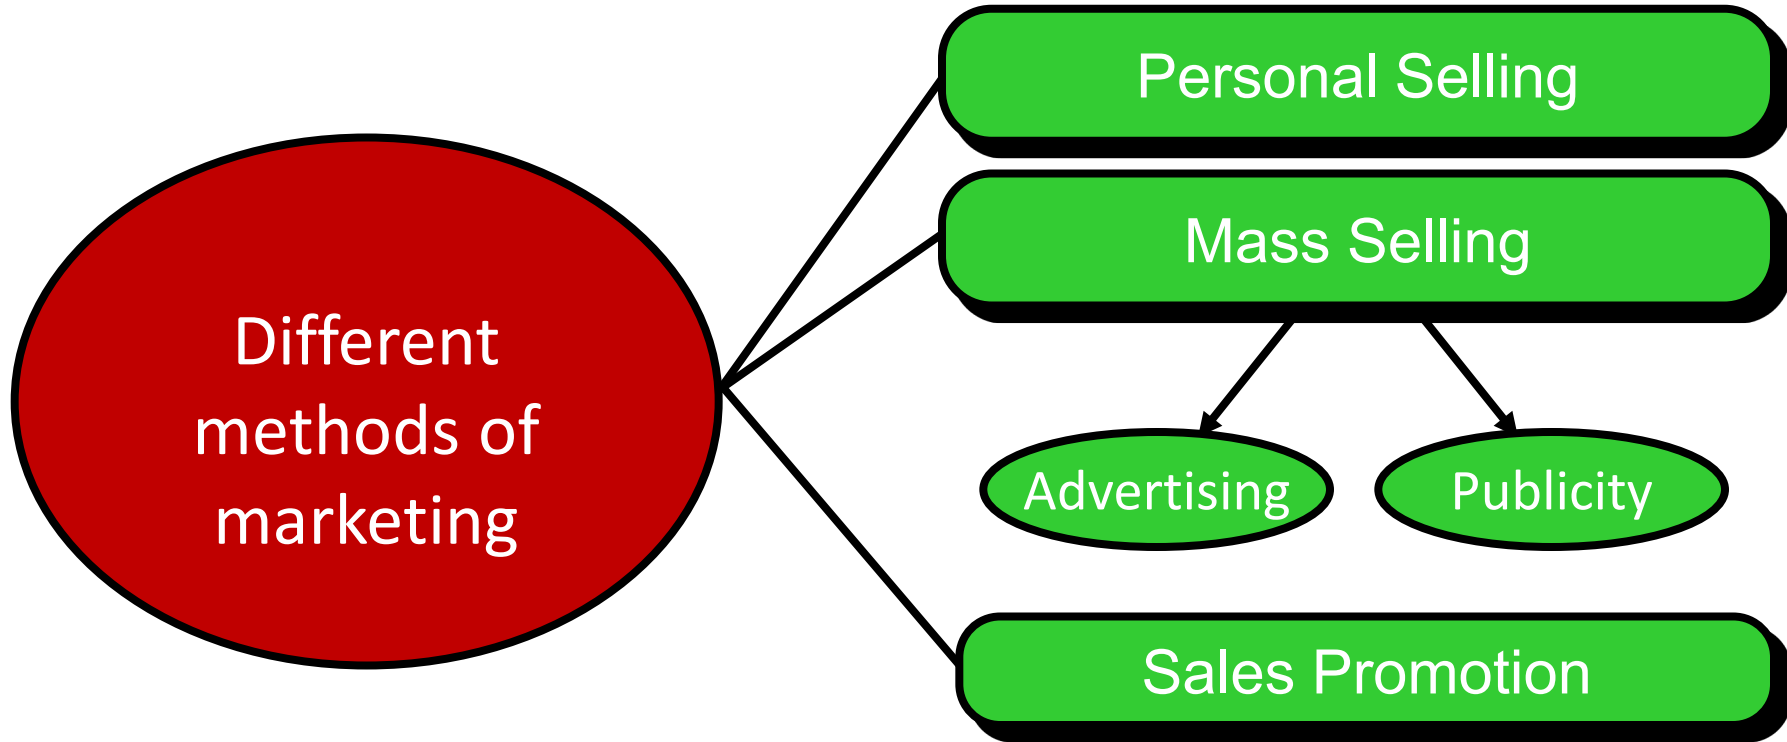 Different
methods of
marketing
Personal Selling
Mass Selling
Advertising
Publicity
Sales Promotion